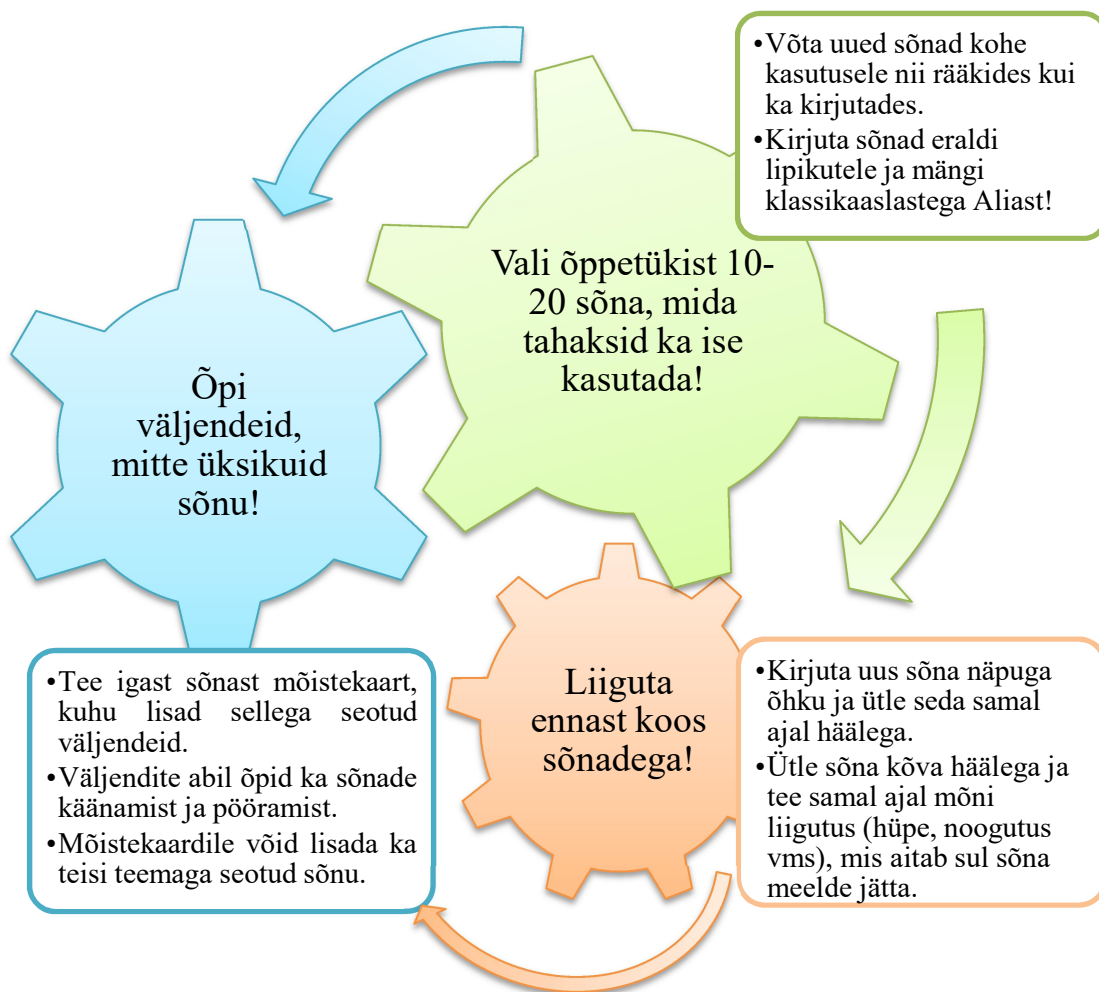 •Võta uued sõnad kohe
kasutusele nii rääkides kui
ka kirjutades.
•Kirjuta sõnad eraldi
lipikutele ja mängi
klassikaaslastega Aliast!
Vali õppetükist 10-
20 sõna, mida
tahaksid ka ise
kasutada!
Õpi
väljendeid,
mitte üksikuid
sõnu!
•Tee igast sõnast mõistekaart,
kuhu lisad sellega seotud
väljendeid.
•Väljendite abil õpid ka sõnade
käänamist ja pööramist.
•Mõistekaardile võid lisada ka
teisi teemaga seotud sõnu.
Liiguta
ennast koos
sõnadega!
•Kirjuta uus sõna näpuga
õhku ja ütle seda samal
ajal häälega.
•Ütle sõna kõva häälega ja
tee samal ajal mõni
liigutus (hüpe, noogutus
vms), mis aitab sul sõna
meelde jätta.